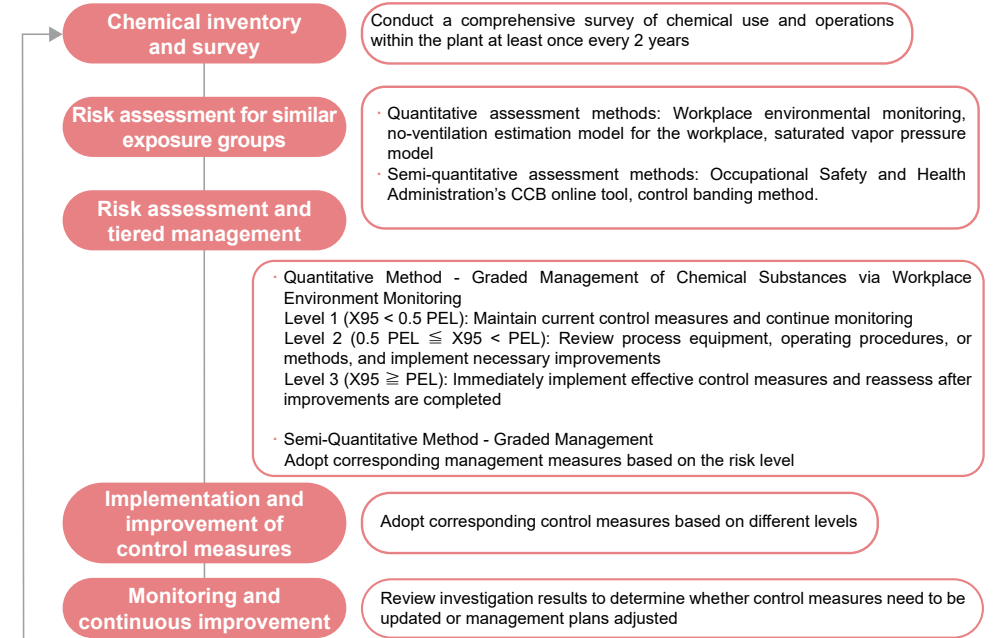 Chemical inventory
and survey
Conduct a comprehensive survey of chemical use and operations
within the plant at least once every 2 years
Risk assessment for similar
exposure groups
· Quantitative assessment methods: Workplace environmental monitoring,
no-ventilation estimation model for the workplace, saturated vapor pressure
model
· Semi-quantitative assessment methods: Occupational Safety and Health
Administration’s CCB online tool, control banding method.
Risk assessment and
tiered management
· Quantitative Method - Graded Management of Chemical Substances via Workplace
Environment Monitoring
Level 1 (X95 < 0.5 PEL): Maintain current control measures and continue monitoring
Level 2 (0.5 PEL ≦ X95 < PEL): Review process equipment, operating procedures, or
methods, and implement necessary improvements
Level 3 (X95 ≧ PEL): Immediately implement effective control measures and reassess after
improvements are completed
· Semi-Quantitative Method - Graded Management
Adopt corresponding management measures based on the risk level
Implementation and
improvement of
control measures
Adopt corresponding control measures based on different levels
Monitoring and
continuous improvement
Review investigation results to determine whether control measures need to be
updated or management plans adjusted